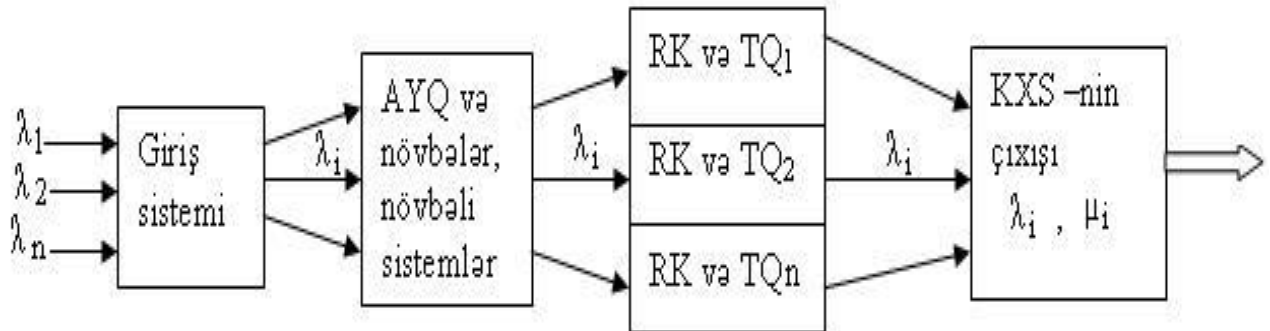 λ1
λ2
λn
Giriş
sistemi
λi
AYQ və
növbələr,
növbəli
sistemlər
λi
RK və TQ1
RK və TQ2
RK və TQn
λi
KXS –nin
çıxışı
λi , μi